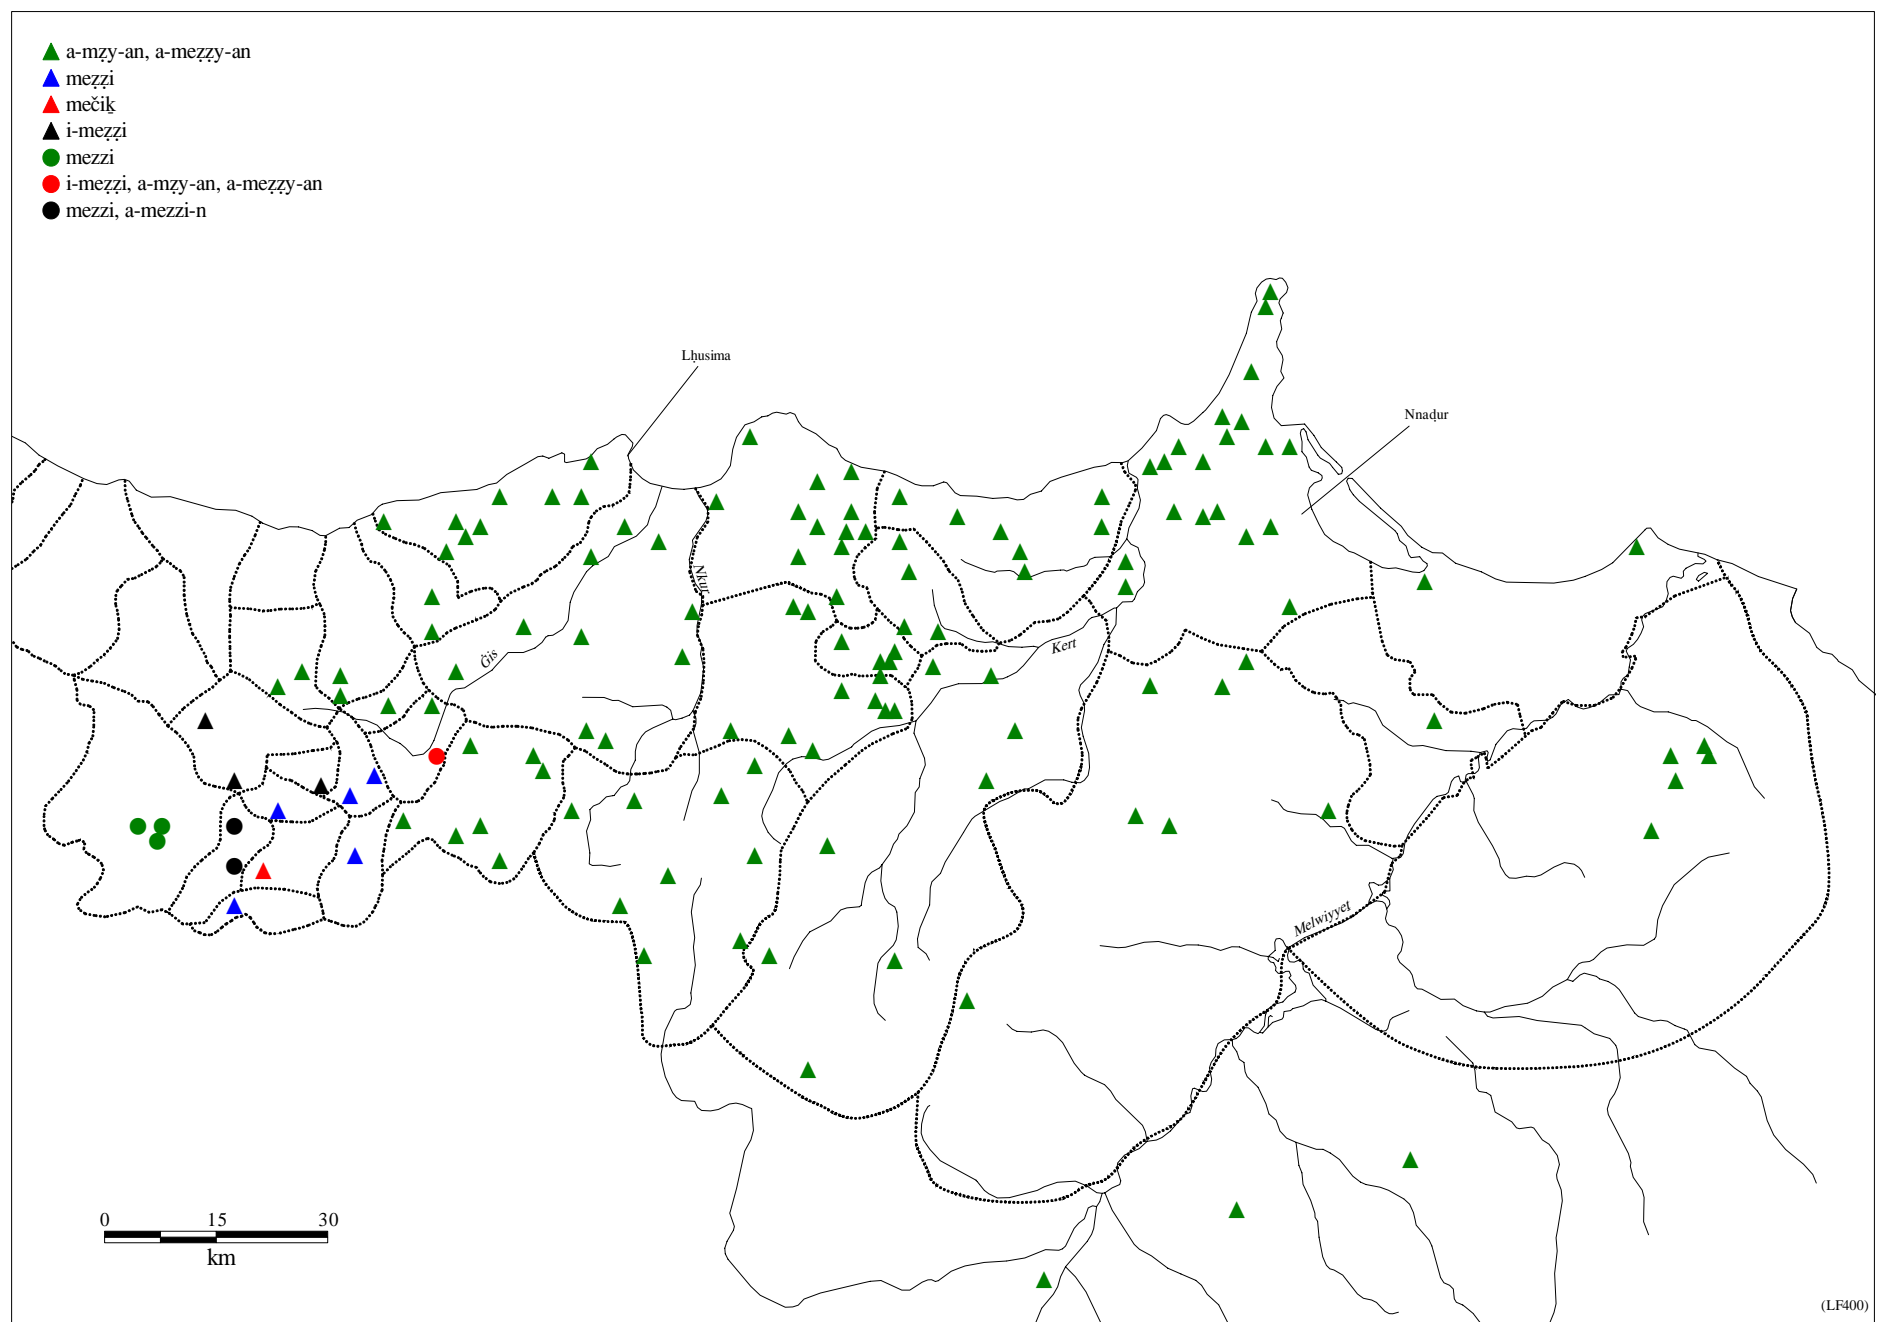 a-mẓy-an, a-meẓẓy-an
meẓẓi
mečiḵ
i-meẓẓi
mezzi
i-meẓẓi, a-mẓy-an, a-meẓẓy-an
mezzi, a-mezzi-n
Lḥusima
Nnaḍur
Nkur
Kert
Ġis
Melwiyyet
0 15 30
km
(LF400)